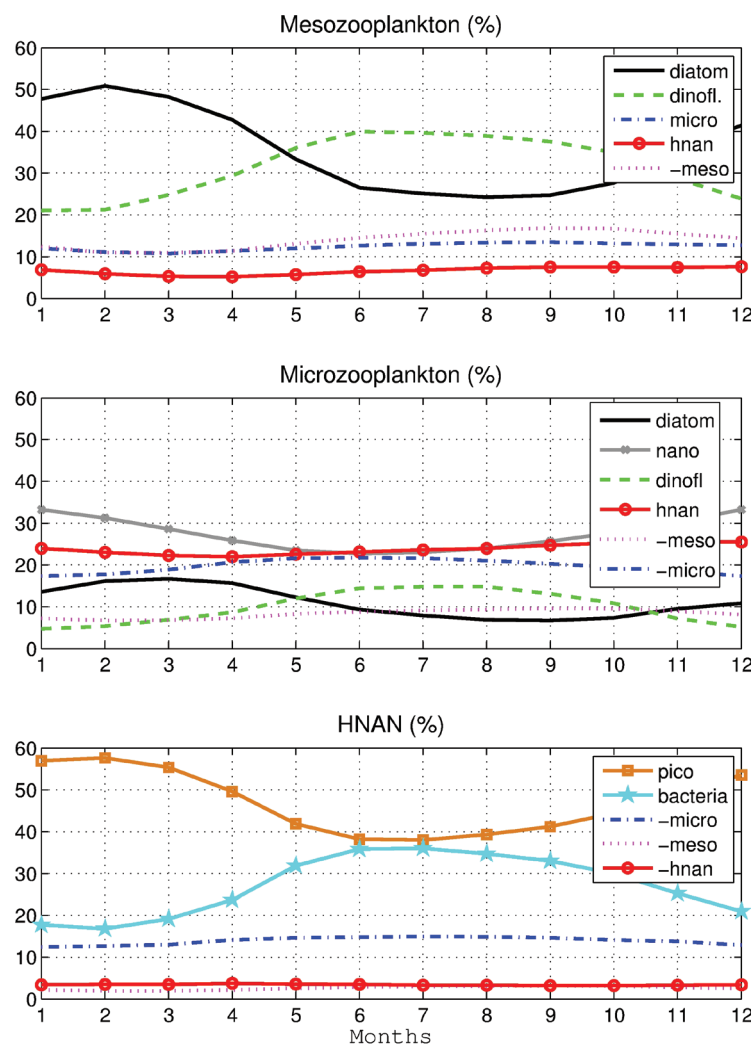 Mesozooplankton (%)
60
50
40
30
20
10
0
diatom
dinofl.
micro
hnan
-meso
1 2 3 4 5 6 7 8 9 10 11 12
Microzooplankton (%)
60
50
40
30
20
10
0
diatom
nano
dinofl
hnan
-meso
-micro
1 2 3 4 5 6 7 8 9 10 11 12
HNAN (%)
60
50
40
30
20
10
0
pico
bacteria
-micro
-meso
-hnan
1 2 3 4 5 6 7 8 9 10 11 12
Months